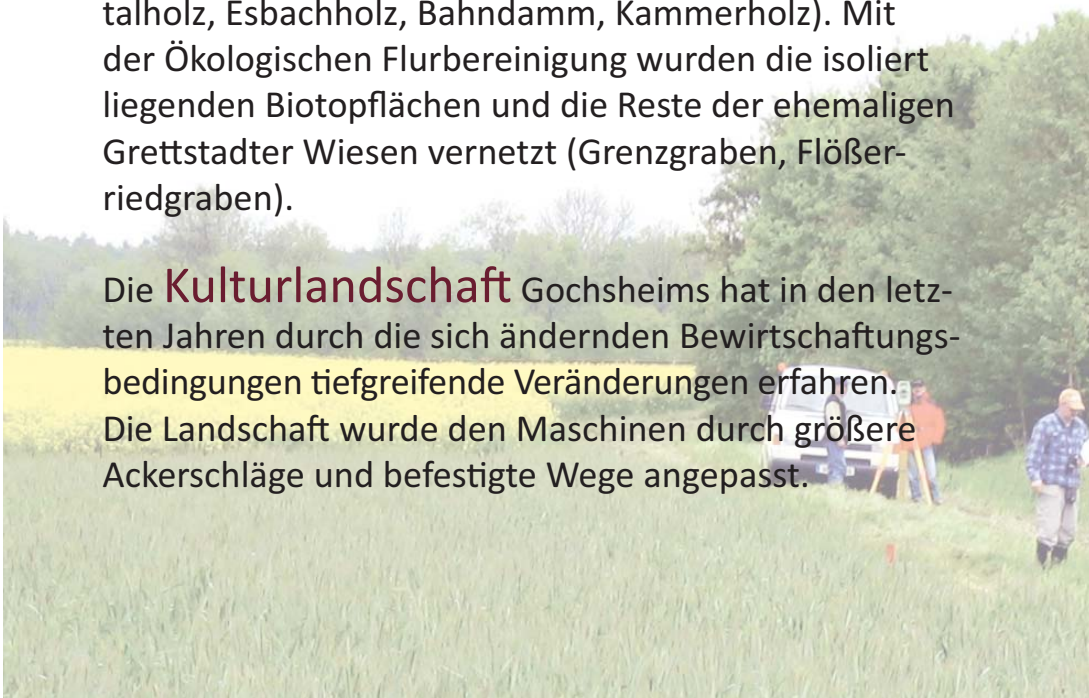 talholz, Esbachholz, Bahndamm, Kammerholz). Mit
der Ökologischen Flurbereinigung wurden die isoliert
liegenden Biotopflächen und die Reste der ehemaligen
Grettstadter Wiesen vernetzt (Grenzgraben, Flößer-
riedgraben).
Die Kulturlandschaft Gochsheims hat in den letz-
ten Jahren durch die sich ändernden Bewirtschaftungs-
bedingungen tiefgreifende Veränderungen erfahren.
Die Landschaft wurde den Maschinen durch größere
Ackerschläge und befestigte Wege angepasst.